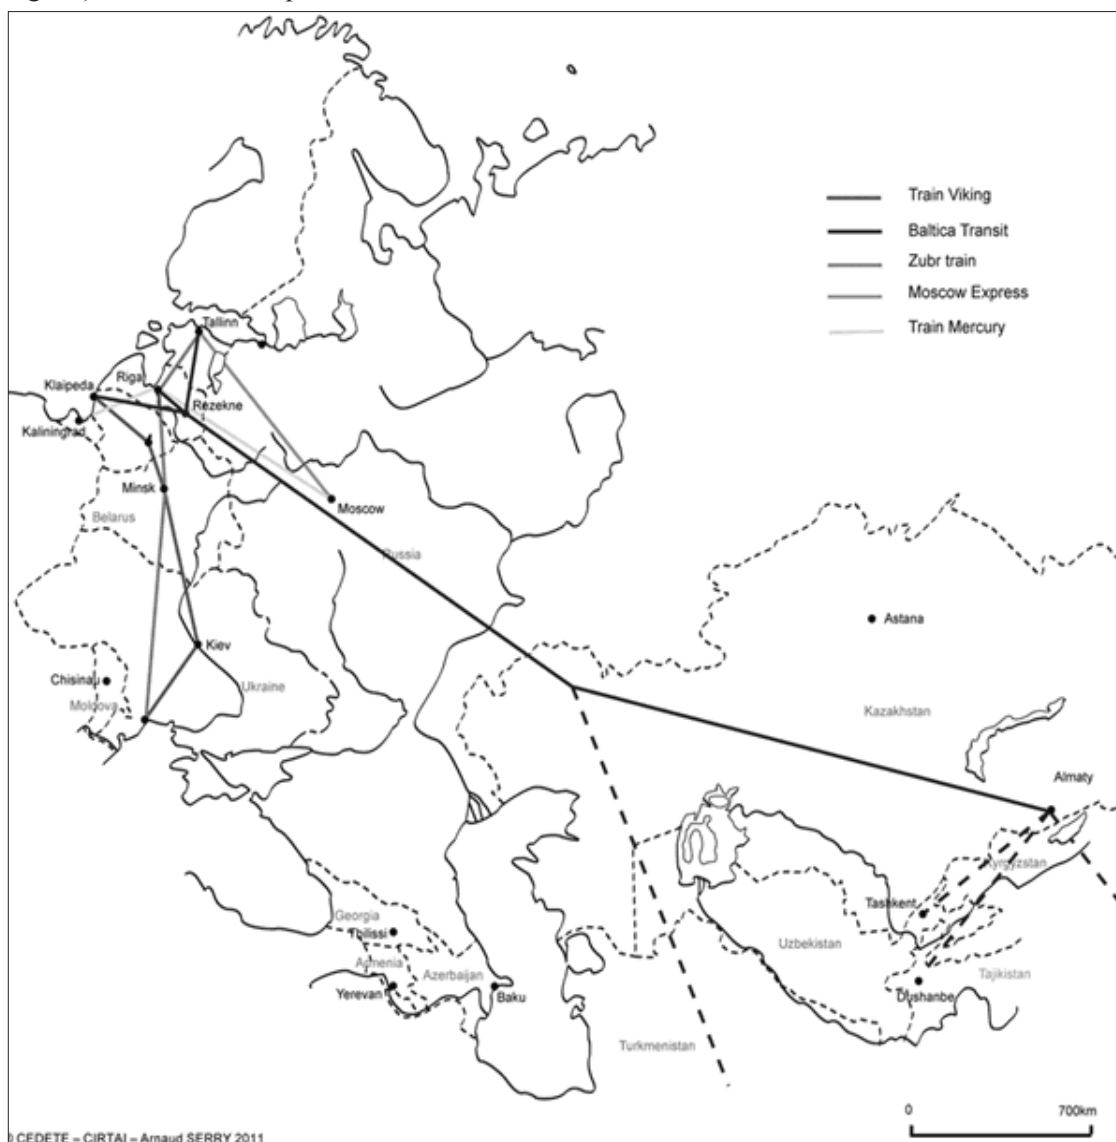 Train Viking
Baltica Transit
Zubr train
Moscow Express
Train Mercury
Tallinn
Riga
Klaipeda
Rezekne
Kaliningrad
Minsk
Moscow
Belarus
Russia
Astana
Kiev
Chisinau
Ukraine
Moldova
Kazakhstan
Almaty
Kyrgyzstan
Tashkent
Georgia
Tbilissi
Uzbekistan
Armenia
Azerbaijan
Tajikistan
Yerevan
Baku
Dushanbe
Turkmenistan
0 700km
CEDETE – CIRTAI – Arnaud SERRY 2011